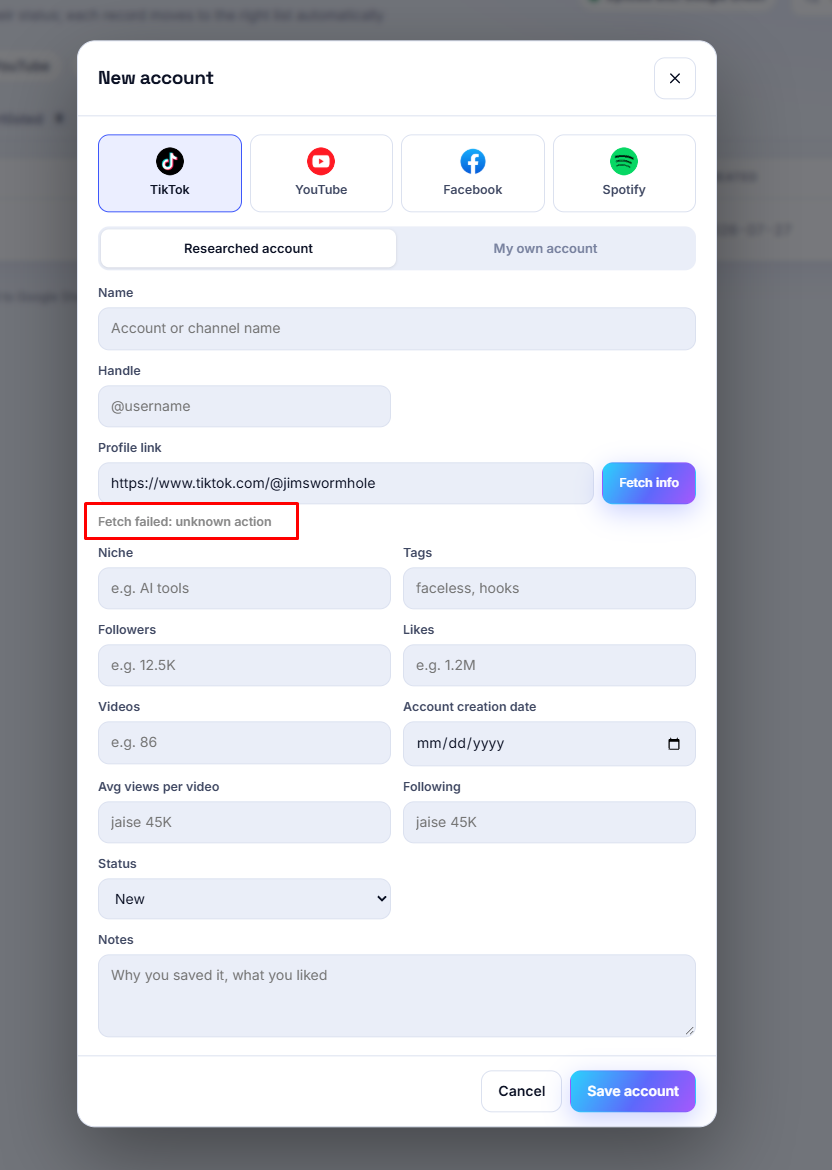 New account
TikTok
YouTube
Facebook
Spotify
Researched account
My own account
Name
Account or channel name
Handle
@username
Profile link
https://www.tiktok.com/@jimswormhole
Fetch info
Fetch failed: unknown action
Niche
Tags
e.g. AI tools
faceless, hooks
Followers
Likes
e.g. 12.5K
e.g. 1.2M
Videos
Account creation date
e.g. 86
mm/dd/yyyy
Avg views per video
Following
jaise 45K
jaise 45K
Status
New
Notes
Why you saved it, what you liked
Cancel
Save account